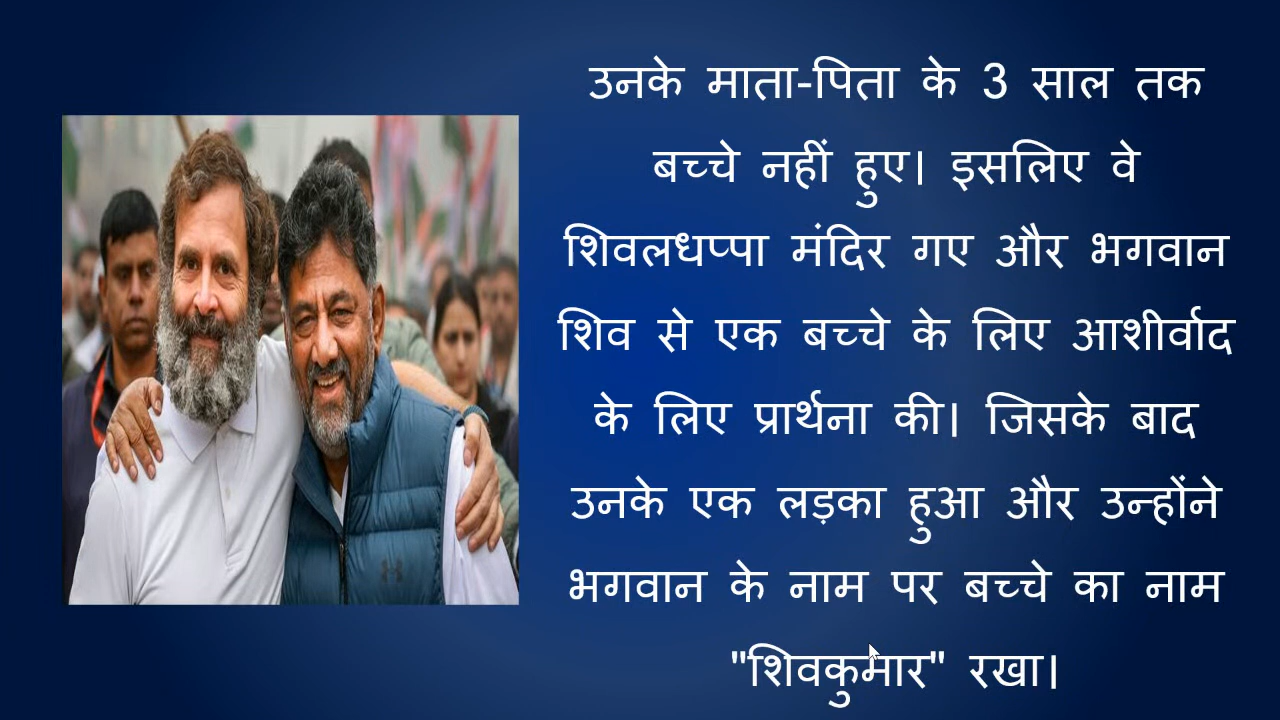 उनके माता-पिता के 3 साल तक
बच्चे नहीं हुए। इसलिए वे
शिवलधप्पा मंदिर गए और भगवान
शिव से एक बच्चे के लिए आशीर्वाद
के लिए प्रार्थना की। जिसके बाद
उनके एक लड़का हुआ और उन्होंने
भगवान के नाम पर बच्चे का नाम
"शिवकुमार" रखा।